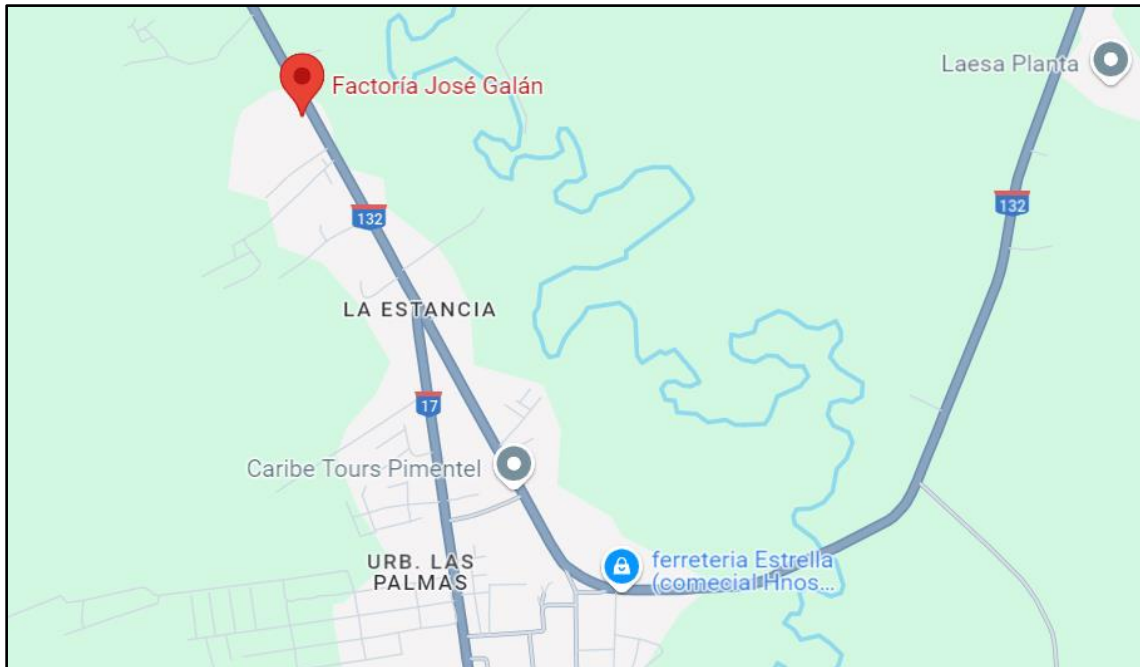 Laesa Planta
Factoría José Galán
132
132
LA ESTANCIA
17
Caribe Tours Pimentel
URB. LAS
PALMAS
ferreteria Estrella
(comecial Hnos...